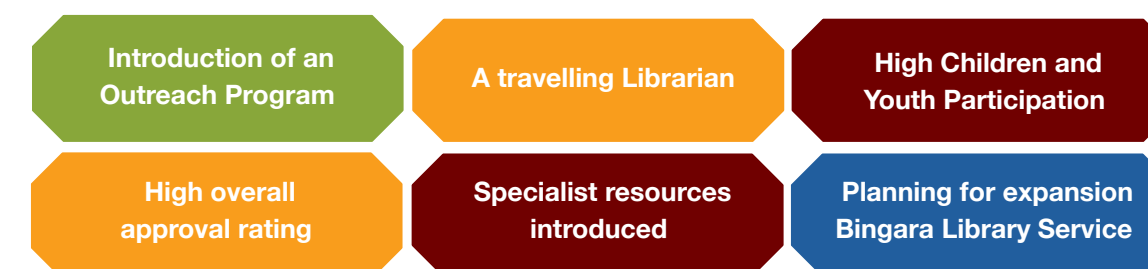 Introduction of an
Outreach Program
A travelling Librarian
High Children and
Youth Participation
High overall
approval rating
Specialist resources
introduced
Planning for expansion
Bingara Library Service